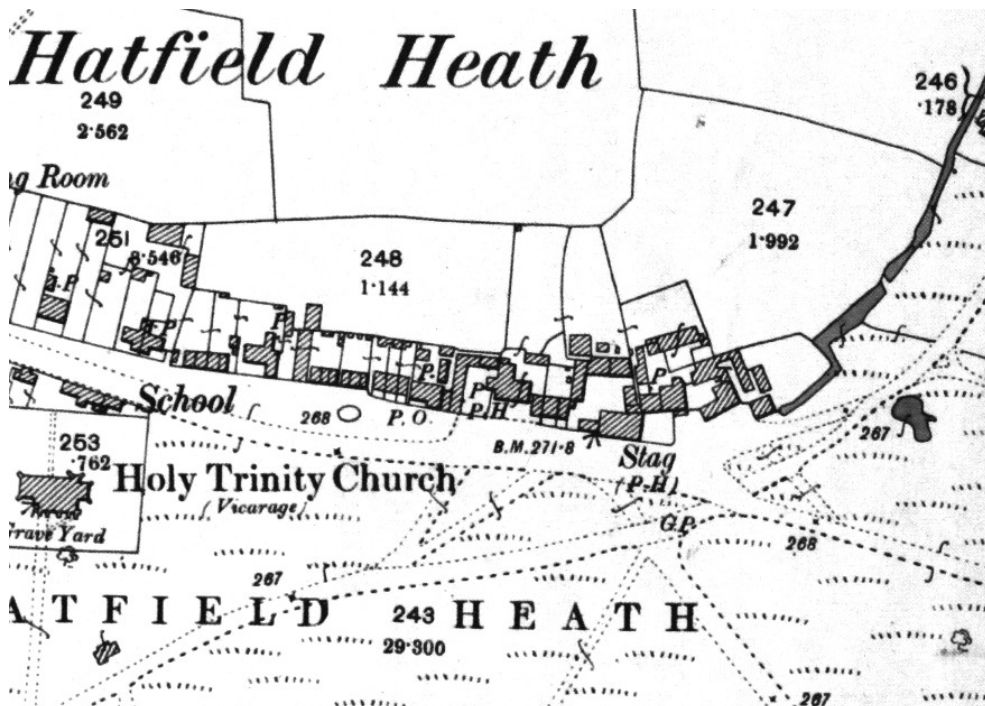 Hatfield Heath
249
2·562
246
·178
ng Room
247
1·992
251
3·546
248
1·144
P
P
P
P.
P
P
School
268
P. O.
P.H
B.M. 271·8
Stag
(P.H)
267
253
·762
Holy Trinity Church
(Vicarage)
Grave Yard
G.P.
268
267
ATFIELD HEATH
243
29·300
267